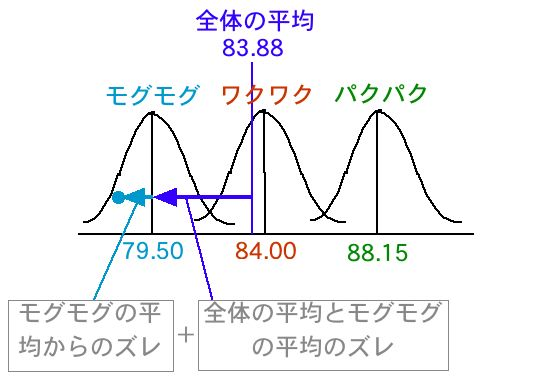 全体の平均
83.88
モグモグ ワクワク パクパク
79.50 84.00 88.15
モグモグの平
均からのズレ
+
全体の平均とモグモグ
の平均のズレ